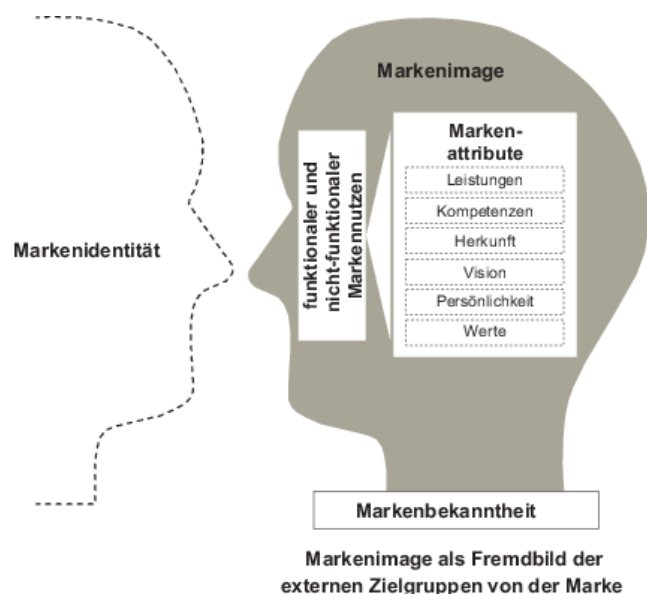 Markenimage
Marken-
attribute
Leistungen
Kompetenzen
Herkunft
Vision
Persönlichkeit
Werte
funktionaler und
nicht-funktionaler
Markennutzen
Markenidentität
Markenbekanntheit
Markenimage als Fremdbild der
externen Zielgruppen von der Marke